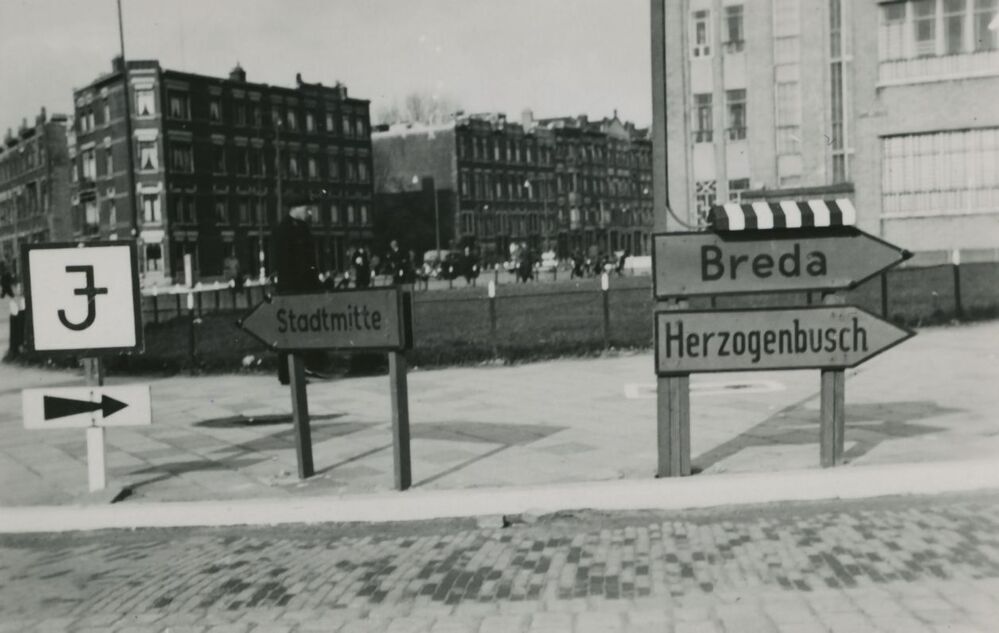 J
Stadtmitte
Breda
Herzogenbusch